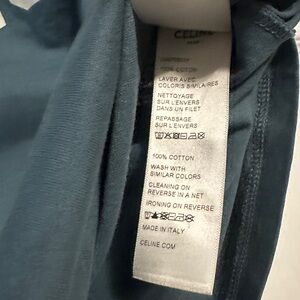 CELINE
100% COTON
LAVER AVEC
COLORIS SIMILAIRES
NETTOYAGE
SUR L'ENVERS
DANS UN FILET
REPASSAGE
SUR L'ENVERS
100% COTTON
WASH WITH
SIMILAR COLORS
CLEANING ON
REVERSE IN A NET
IRONING ON REVERSE
MADE IN ITALY
CELINE.COM